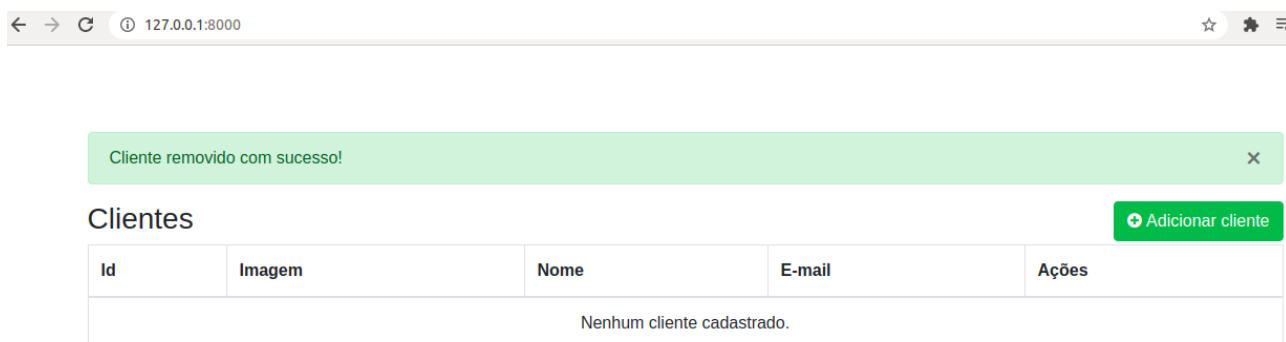 127.0.0.1:8000
Cliente removido com sucesso! ×
Clientes
Adicionar cliente
Id Imagem Nome E-mail Ações
Nenhum cliente cadastrado.